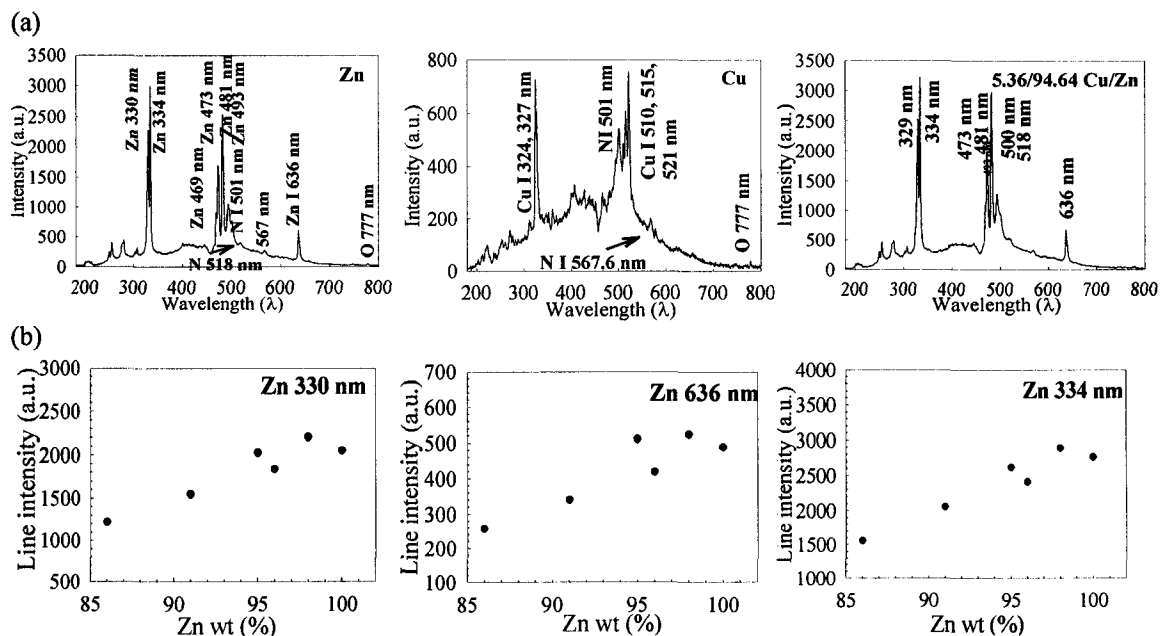 (a)
3500
3000
2500
2000
1500
1000
500
0
Intensity (a.u.)
Zn 330 nm
Zn 334 nm
Zn 469 nm
Zn 473 nm
Zn 481 nm
Zn 493 nm
N I 501 nm
567 nm
Zn I 636 nm
O 777 nm
N 518 nm
Zn
200 300 400 500 600 700 800
Wavelength (λ)
800
600
400
200
0
Intensity (a.u.)
Cu I 324, 327 nm
NI 501 nm
Cu I 510, 515,
521 nm
O 777 nm
N I 567.6 nm
Cu
200 300 400 500 600 700 800
Wavelength (λ)
3500
3000
2500
2000
1500
1000
500
0
Intensity (a.u.)
5.36/94.64 Cu/Zn
329 nm
334 nm
473 nm
481 nm
500 nm
518 nm
636 nm
200 300 400 500 600 700 800
Wavelength (λ)
(b)
3000
2500
2000
1500
1000
500
Line intensity (a.u.)
Zn 330 nm
85 90 95 100
Zn wt (%)
700
600
500
400
300
200
100
Line intensity (a.u.)
Zn 636 nm
85 90 95 100
Zn wt (%)
4000
3500
3000
2500
2000
1500
1000
Line intensity (a.u.)
Zn 334 nm
85 90 95 100
Zn wt (%)